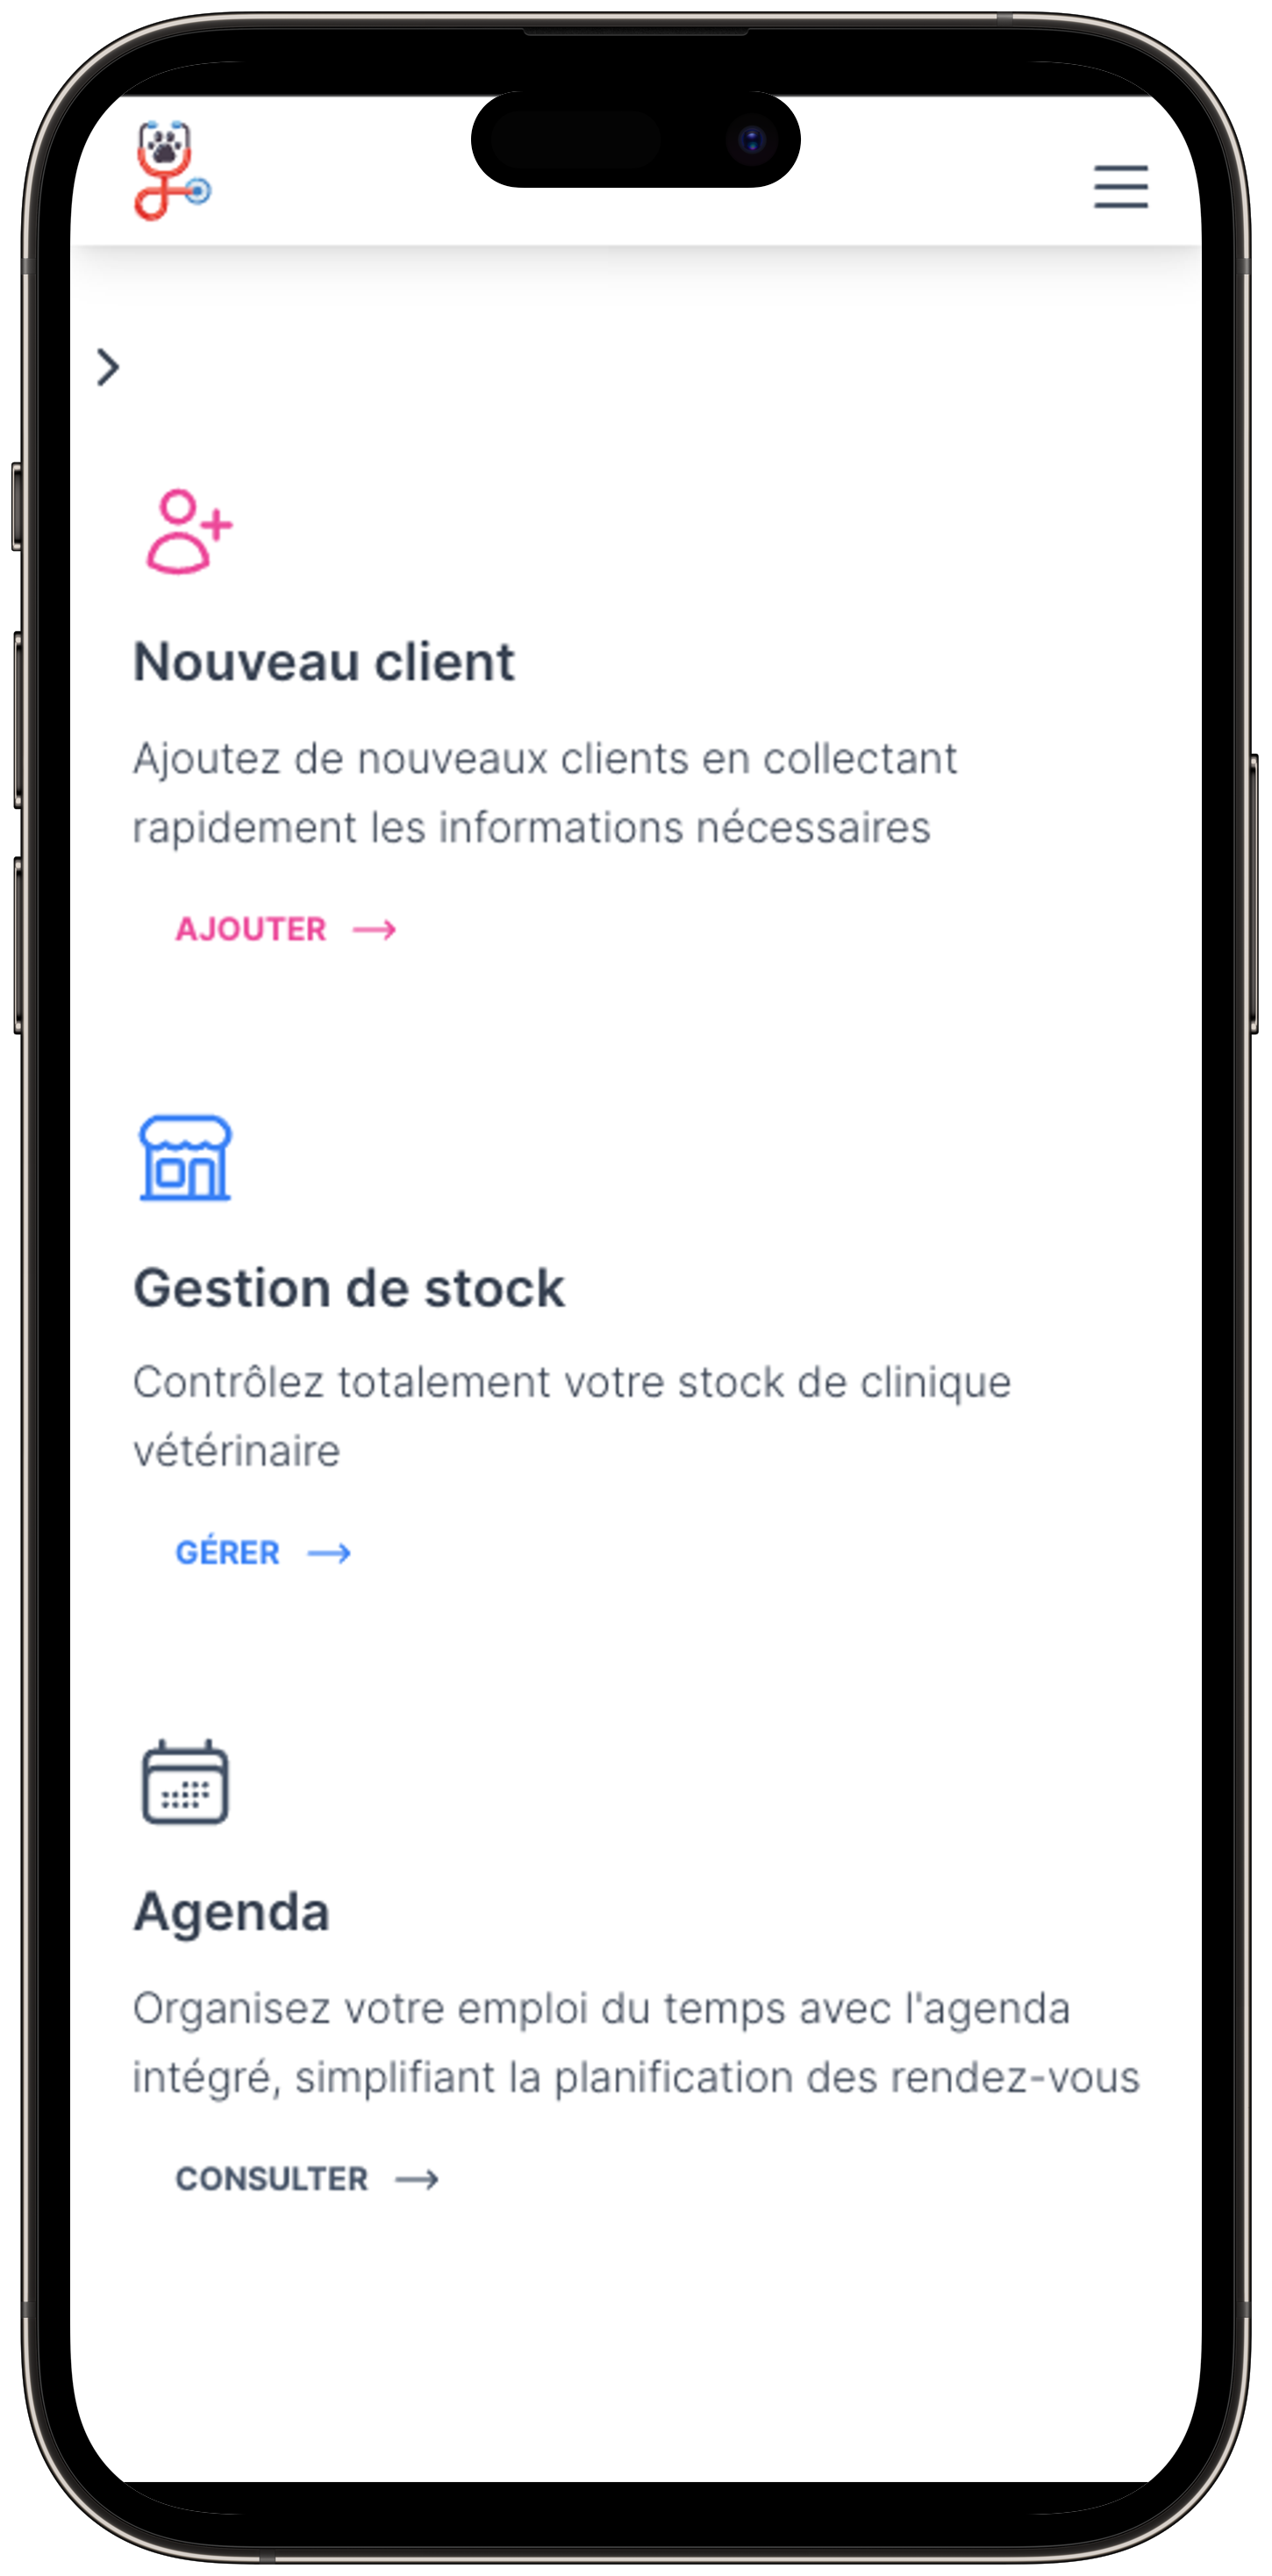 Nouveau client
Ajoutez de nouveaux clients en collectant
rapidement les informations nécessaires
AJOUTER
Gestion de stock
Contrôlez totalement votre stock de clinique
vétérinaire
GÉRER
Agenda
Organisez votre emploi du temps avec l'agenda
intégré, simplifiant la planification des rendez-vous
CONSULTER